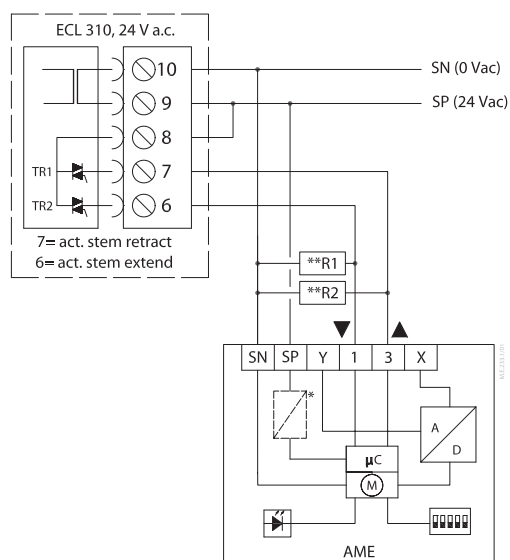 ECL 310, 24 V a.c.
10
SN (0 Vac)
9
SP (24 Vac)
8
TR1
7
TR2
6
7= act. stem retract
6= act. stem extend
**R1
**R2
SN SP Y 1 3 X
*
A
D
µC
M
AME